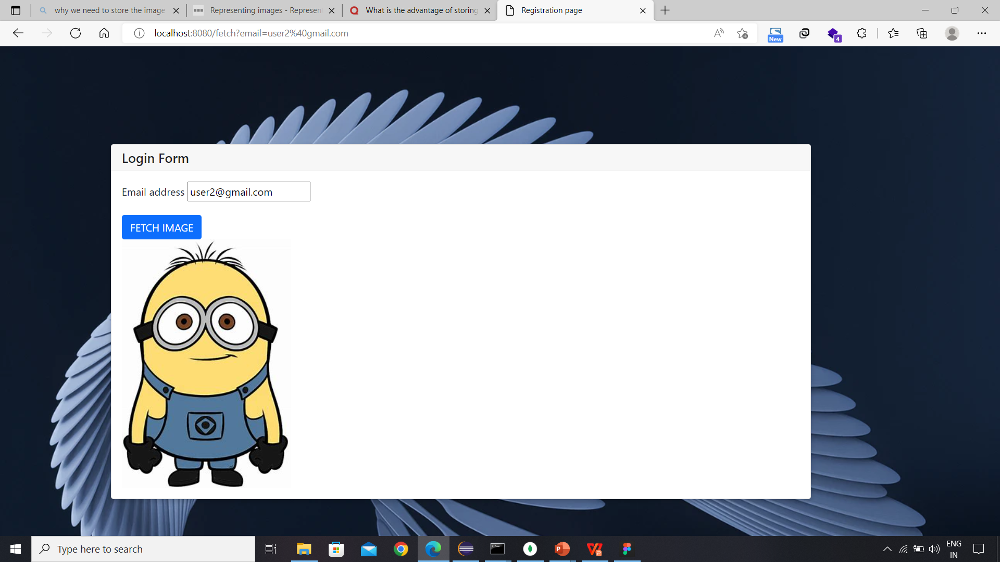 why we need to store the image
Representing images - Represen
What is the advantage of storing
Registration page
localhost:8080/fetch?email=user2%40gmail.com
New
4
Login Form
Email address user2@gmail.com
FETCH IMAGE
Type here to search
ENG
IN